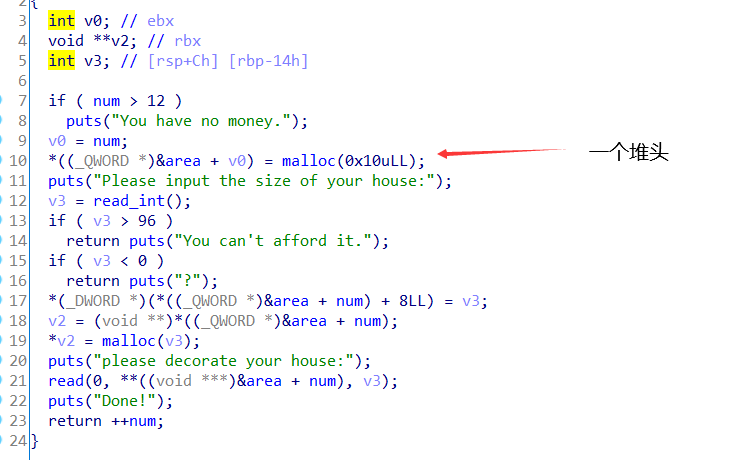 2 {
3 int v0; // ebx
4 void **v2; // rbx
5 int v3; // [rsp+Ch] [rbp-14h]
6
7 if ( num > 12 )
8 puts("You have no money.");
9 v0 = num;
10 *((_QWORD *)&area + v0) = malloc(0x10uLL); 一个堆头
11 puts("Please input the size of your house:");
12 v3 = read_int();
13 if ( v3 > 96 )
14 return puts("You can't afford it.");
15 if ( v3 < 0 )
16 return puts("?");
17 *(_DWORD *)(*((_QWORD *)&area + num) + 8LL) = v3;
18 v2 = (void **)*((_QWORD *)&area + num);
19 *v2 = malloc(v3);
20 puts("please decorate your house:");
21 read(0, **((void ***)&area + num), v3);
22 puts("Done!");
23 return ++num;
24 }